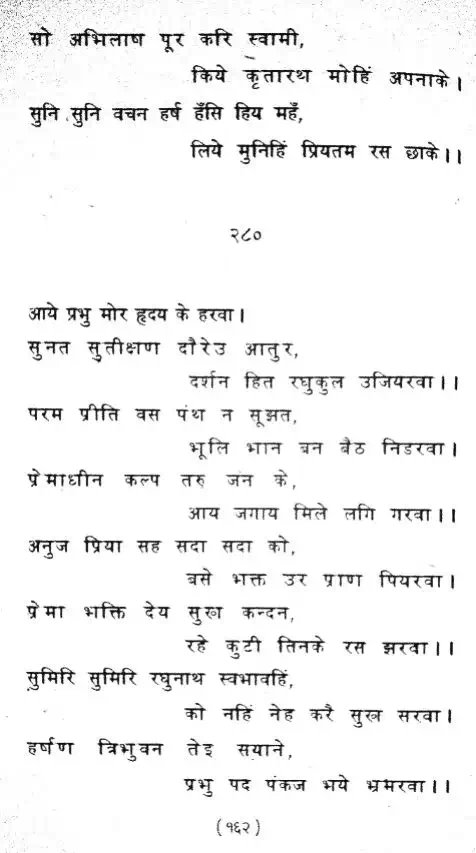 सो अभिलाष पूर करि स्वामी,
किये कृतारथ मोहिं अपनाके।
सुनि सुनि वचन हर्ष हँसि हिय महँ,
लिये मुनिहिं प्रियतम रस छाके।।
२८०
आये प्रभु मोर हृदय के हरवा।
सुनत सुतीक्षण दौरेउ आतुर,
दर्शन हित रघुकुल उजियरवा।।
परम प्रीति वस पंथ न सूझत,
भूलि भान बन बैठ निडरवा।
प्रेमाधीन कल्प तरु जन के,
आय जगाय मिले लगि गरवा।।
अनुज प्रिया सह सदा सदा को,
बसे भक्त उर प्राण पियरवा।
प्रेमा भक्ति देय सुख कन्दन,
रहे कुटी तिनके रस झरवा।।
सुमिरि सुमिरि रघुनाथ स्वभावहिं,
को नहिं नेह करै सुख सरवा।
हर्षण त्रिभुवन तेइ सयाने,
प्रभु पद पंकज भये भ्रमरवा।।
(१६२)